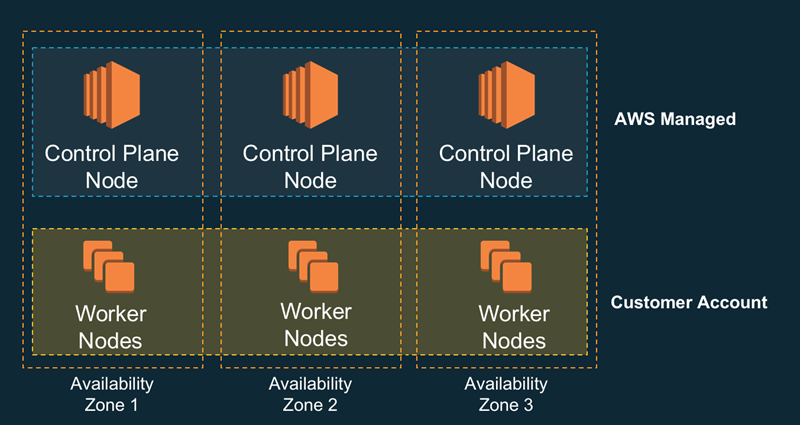 Control Plane
Node
Control Plane
Node
Control Plane
Node
AWS Managed
Worker
Nodes
Worker
Nodes
Worker
Nodes
Customer Account
Availability
Zone 1
Availability
Zone 2
Availability
Zone 3